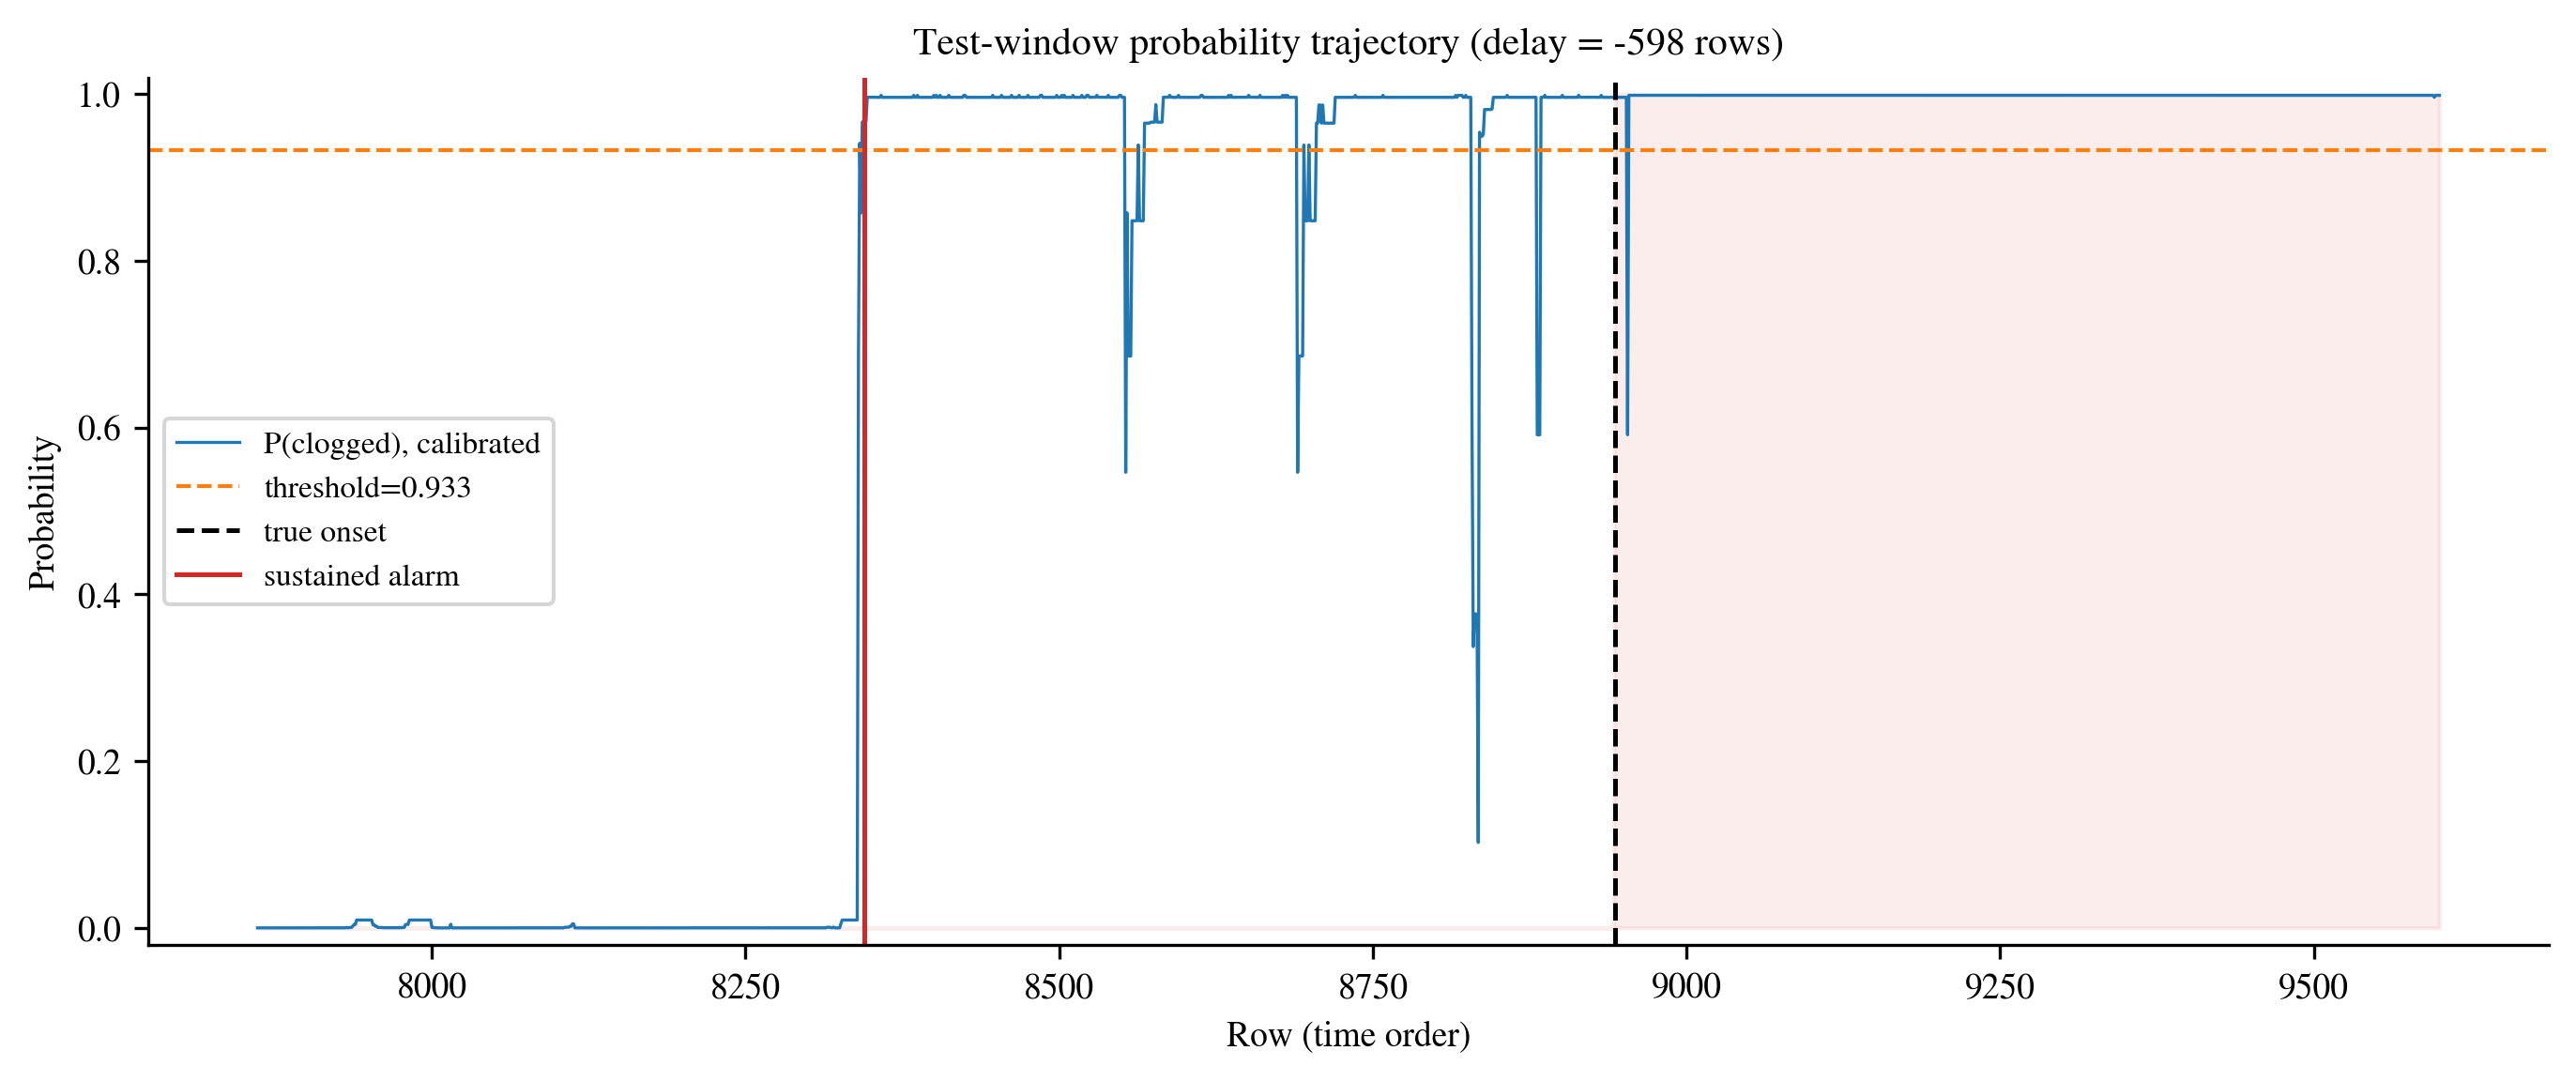 Test-window probability trajectory (delay = -598 rows)
1.0
0.8
0.6
0.4
0.2
0.0
Probability
P(clogged), calibrated
threshold=0.933
true onset
sustained alarm
8000 8250 8500 8750 9000 9250 9500
Row (time order)